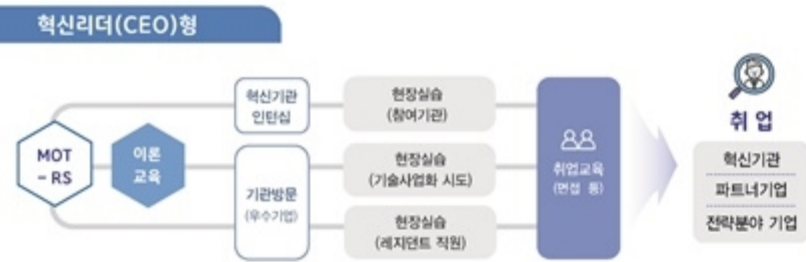 혁신리더(CEO)형
MOT
- RS
이론
교육
혁신기관
인턴십
기관방문
(우수기업)
현장실습
(참여기관)
현장실습
(기술사업화 시도)
현장실습
(레지던트 직원)
취업교육
(면접 등)
취 업
혁신기관
파트너기업
전략분야 기업